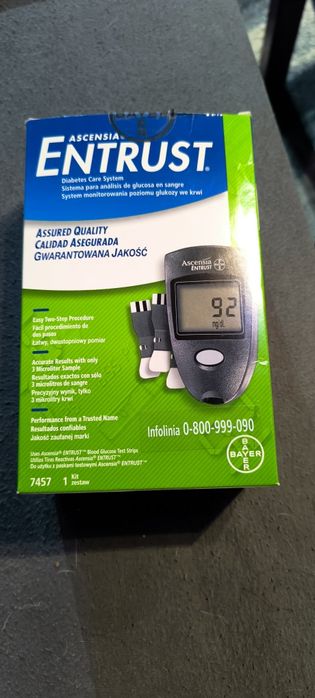 BAYER
ASCENSIA®
ENTRUST®
Diabetes Care System
Sistema para análisis de glucosa en sangre
System monitorowania poziomu glukozy we krwi
ASSURED QUALITY
CALIDAD ASEGURADA
GWARANTOWANA JAKOŚĆ
Ascensia
ENTRUST
92
mg/dL
Easy Two-Step Procedure
Fácil procedimiento de
dos pasos
Łatwy, dwustopniowy pomiar
Accurate Results with only
3 Microliter Sample
Resultados exactos con sólo
3 microlitros de sangre
Precyzyjny wynik, tylko
3 mikrolitry krwi
Performance from a Trusted Name
Resultados confiables
Jakość zaufanej marki
Infolinia 0-800-999-090
BAYER
BAYER
Uses Ascensia® ENTRUST™ Blood Glucose Test Strips
Utiliza Tiras Reactivas Ascensia® ENTRUST™
Do użytku z paskami testowymi Ascensia® ENTRUST™
7457 1 Kit
zestaw